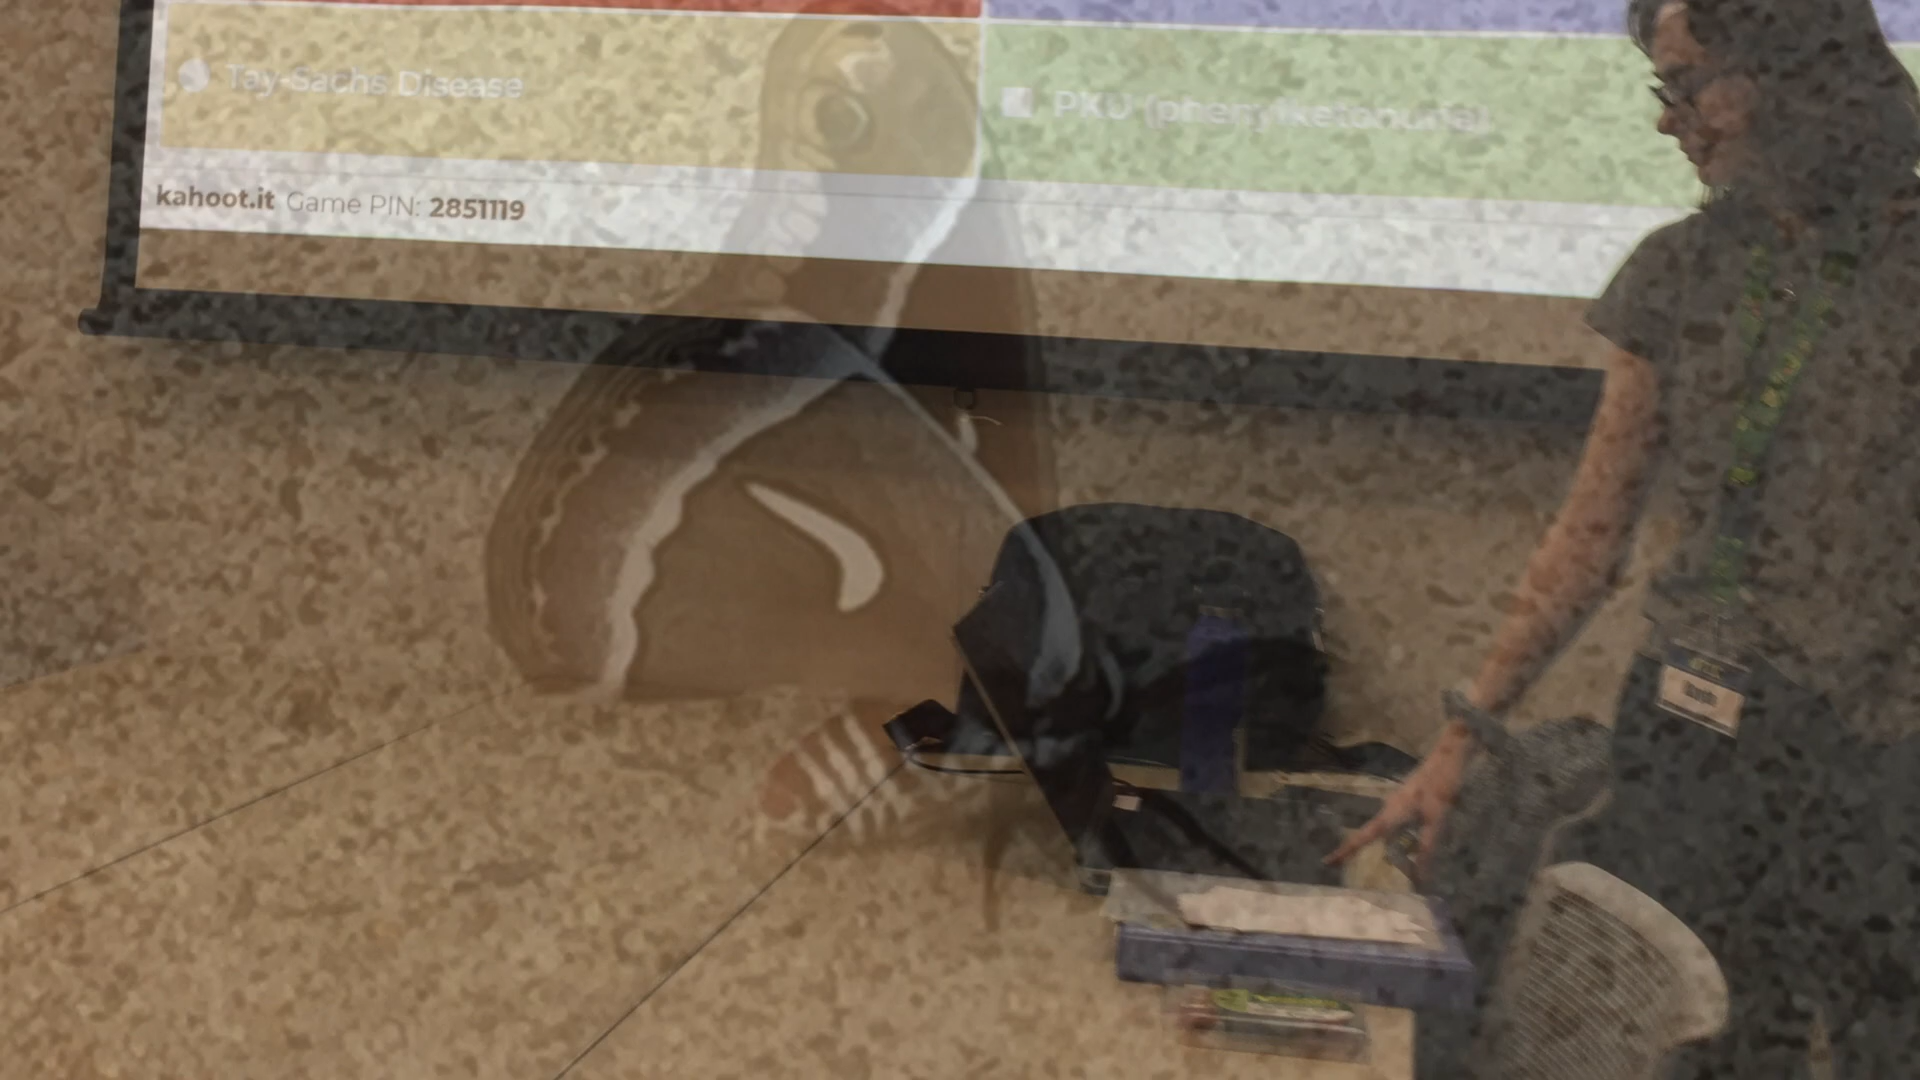 Tay-Sachs Disease
PKU (phenylketonuria)
kahoot.it Game PIN: 2851119